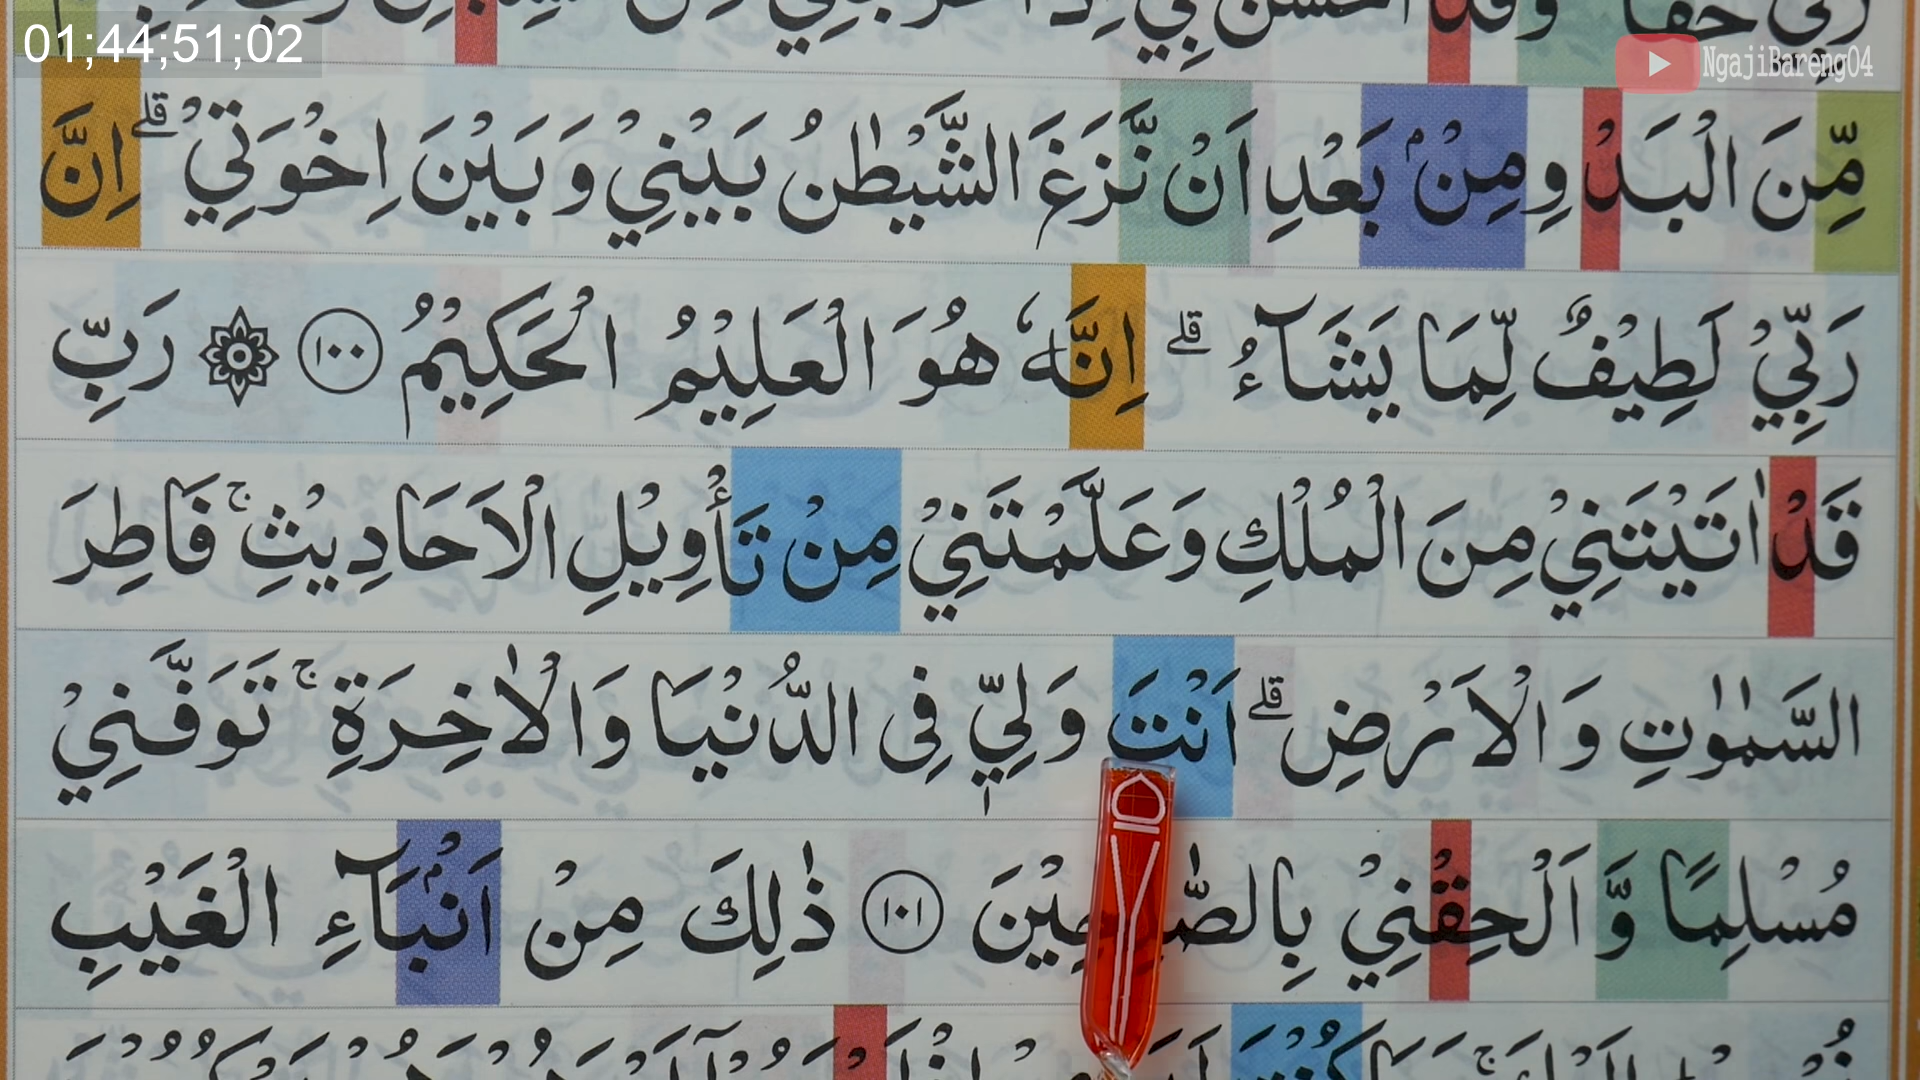 01;44;51;02
NgajiBareng04
رَبِّيْ حَقًّا ۗ وَقَدْ
مِّنَ الْبَدْوِ مِنْۢ بَعْدِ اَنْ نَّزَغَ الشَّيْطٰنُ بَيْنِيْ وَبَيْنَ اِخْوَتِيْ ۗ اِنَّ
رَبِّيْ لَطِيْفٌ لِّمَا يَشَاۤءُ ۗ اِنَّهٗ هُوَ الْعَلِيْمُ الْحَكِيْمُ ١٠٠ ۞ رَبِّ
قَدْ اٰتَيْتَنِيْ مِنَ الْمُلْكِ وَعَلَّمْتَنِيْ مِنْ تَأْوِيْلِ الْاَحَادِيْثِ ۚ فَاطِرَ
السَّمٰوٰتِ وَالْاَرْضِ ۗ اَنْتَ وَلِيّٖ فِى الدُّنْيَا وَالْاٰخِرَةِ ۚ تَوَفَّنِيْ
مُسْلِمًا وَّاَلْحِقْنِيْ ١٠١ ذٰلِكَ مِنْ اَنْۢبَاۤءِ الْغَيْبِ